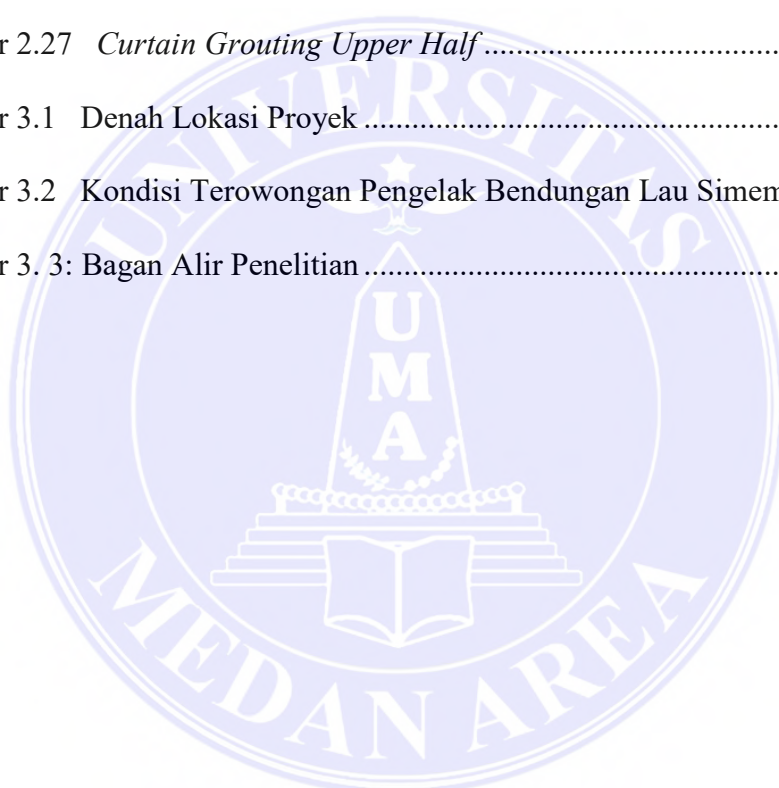 r 2.27 Curtain Grouting Upper Half ........................................
r 3.1 Denah Lokasi Proyek ........................................................
r 3.2 Kondisi Terowongan Pengelak Bendungan Lau Simem
r 3. 3: Bagan Alir Penelitian ........................................................
UNIVERSITAS
UMA
MEDAN AREA